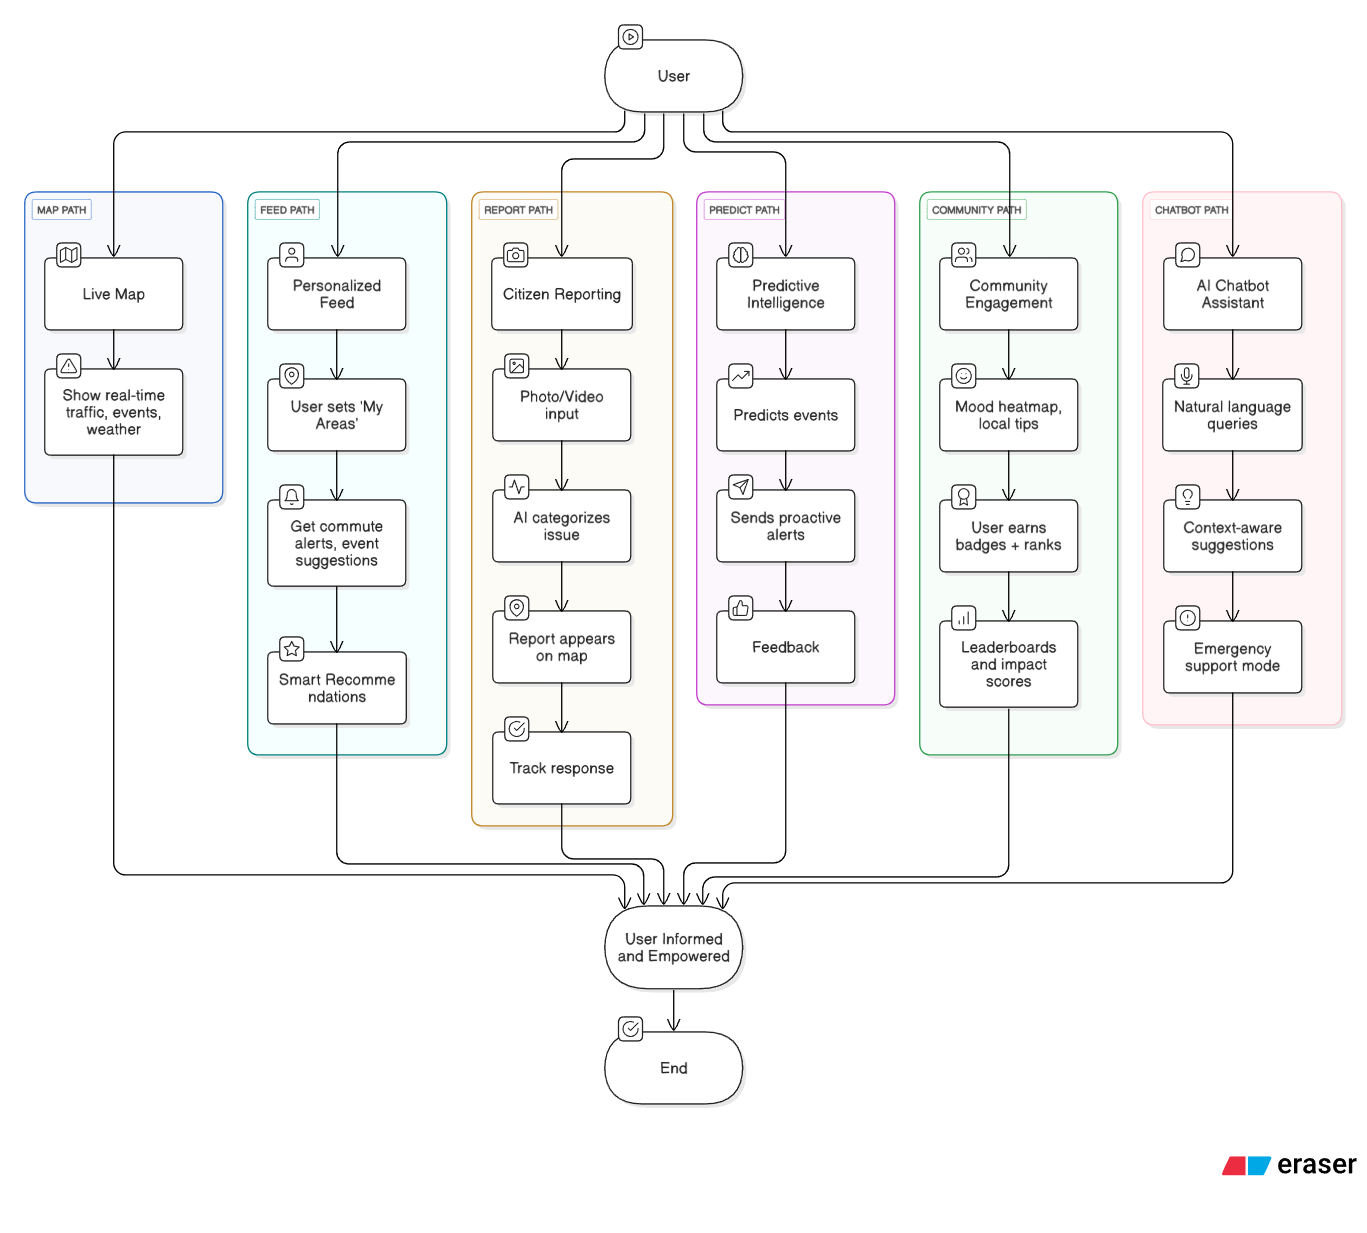 User
MAP PATH
Live Map
Show real-time
traffic, events,
weather
FEED PATH
Personalized
Feed
User sets 'My
Areas'
Get commute
alerts, event
suggestions
Smart Recomme
ndations
REPORT PATH
Citizen Reporting
Photo/Video
input
AI categorizes
issue
Report appears
on map
Track response
PREDICT PATH
Predictive
Intelligence
Predicts events
Sends proactive
alerts
Feedback
COMMUNITY PATH
Community
Engagement
Mood heatmap,
local tips
User earns
badges + ranks
Leaderboards
and impact
scores
CHATBOT PATH
AI Chatbot
Assistant
Natural language
queries
Context-aware
suggestions
Emergency
support mode
User Informed
and Empowered
End
eraser